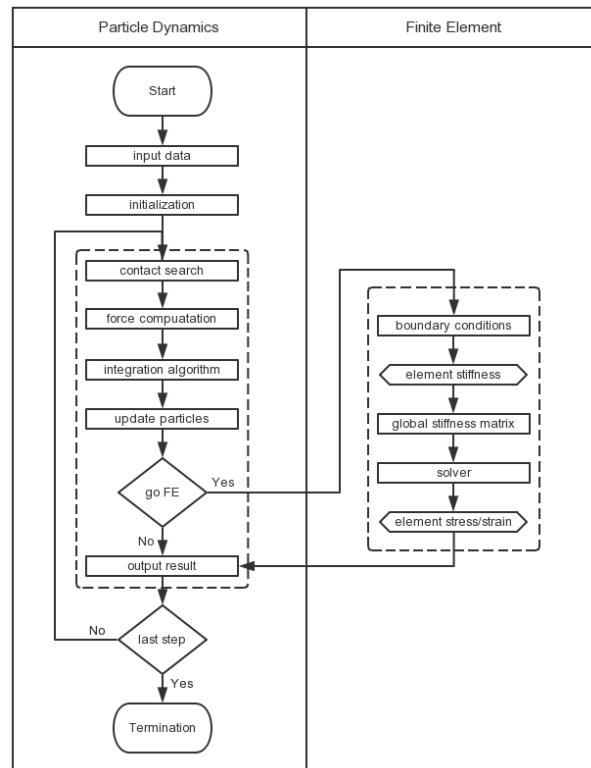 Particle Dynamics
Finite Element
Start
input data
initialization
contact search
force compuatation
integration algorithm
update particles
go FE
Yes
No
output result
No
last step
Yes
Termination
boundary conditions
element stiffness
global stiffness matrix
solver
element stress/strain